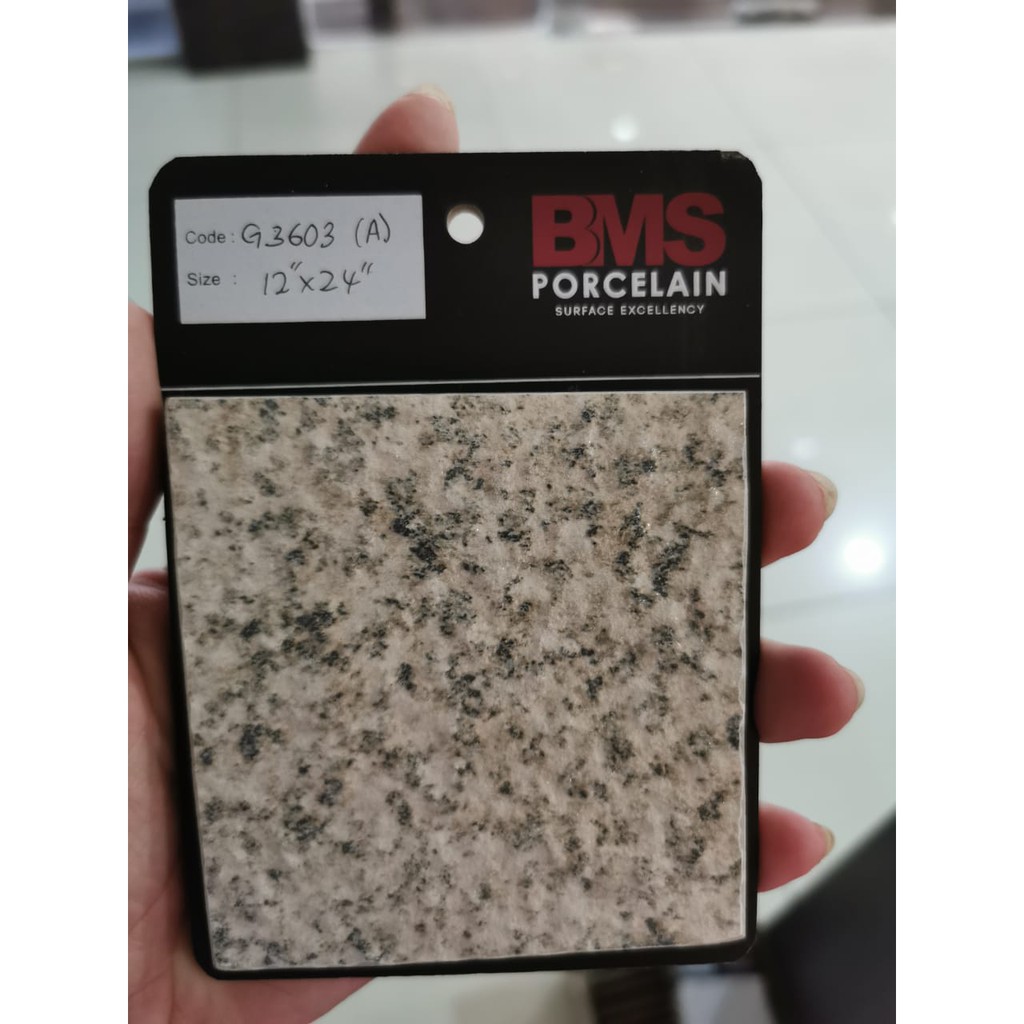 Code : G3603 (A)
Size : 12"x24"
BMS
PORCELAIN
SURFACE EXCELLENCY